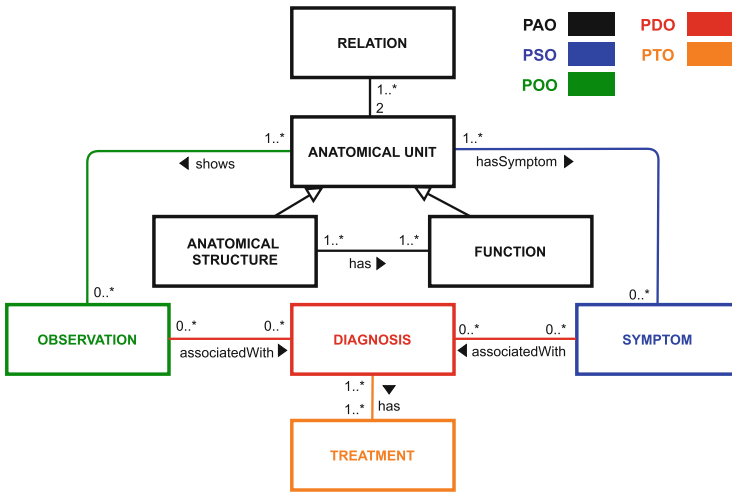 RELATION
PAO
PDO
PSO
PTO
POO
1..*
2
1..*
ANATOMICAL UNIT
1..*
shows
hasSymptom
ANATOMICAL
STRUCTURE
1..*
1..*
has
FUNCTION
0..*
0..*
OBSERVATION
0..*
0..*
associatedWith
DIAGNOSIS
0..*
0..*
associatedWith
SYMPTOM
1..*
1..*
has
TREATMENT